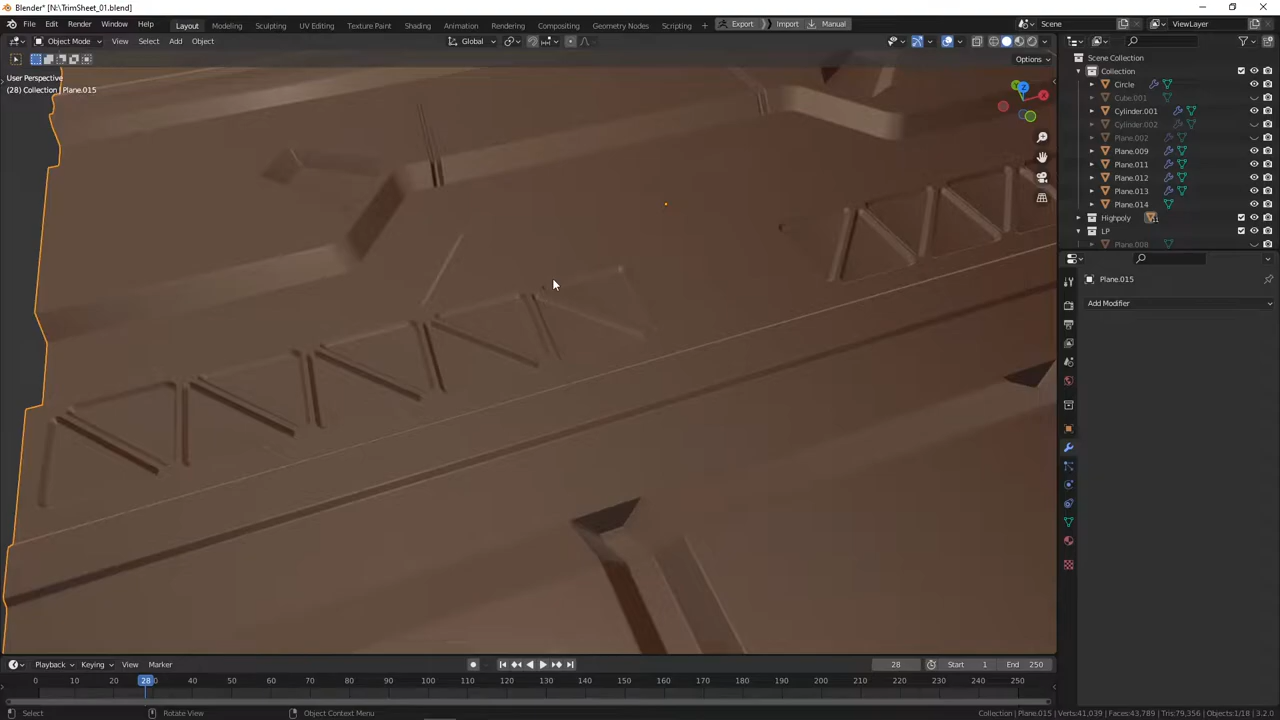 Blender* [N:\TrimSheet_01.blend]
File Edit Render Window Help Layout Modeling Sculpting UV Editing Texture Paint Shading Animation Rendering Compositing Geometry Nodes Scripting Export Import Manual Scene ViewLayer
Object Mode View Select Add Object Global
Options
User Perspective
(28) Collection | Plane.015
Scene Collection
Collection
Circle
Cube.001
Cylinder.001
Cylinder.002
Plane.002
Plane.009
Plane.011
Plane.012
Plane.013
Plane.014
Highpoly
LP
Plane.008
Plane.015
Add Modifier
Playback Keying View Marker 28 Start 1 End 250
0 10 20 28 30 40 50 60 70 80 90 100 110 120 130 140 150 160 170 180 190 200 210 220 230 240 250
Select Rotate View Object Context Menu Collection | Plane.015 | Verts:41,039 | Faces:43,789 | Tris:79,356 | Objects:1/18 | 3.2.0